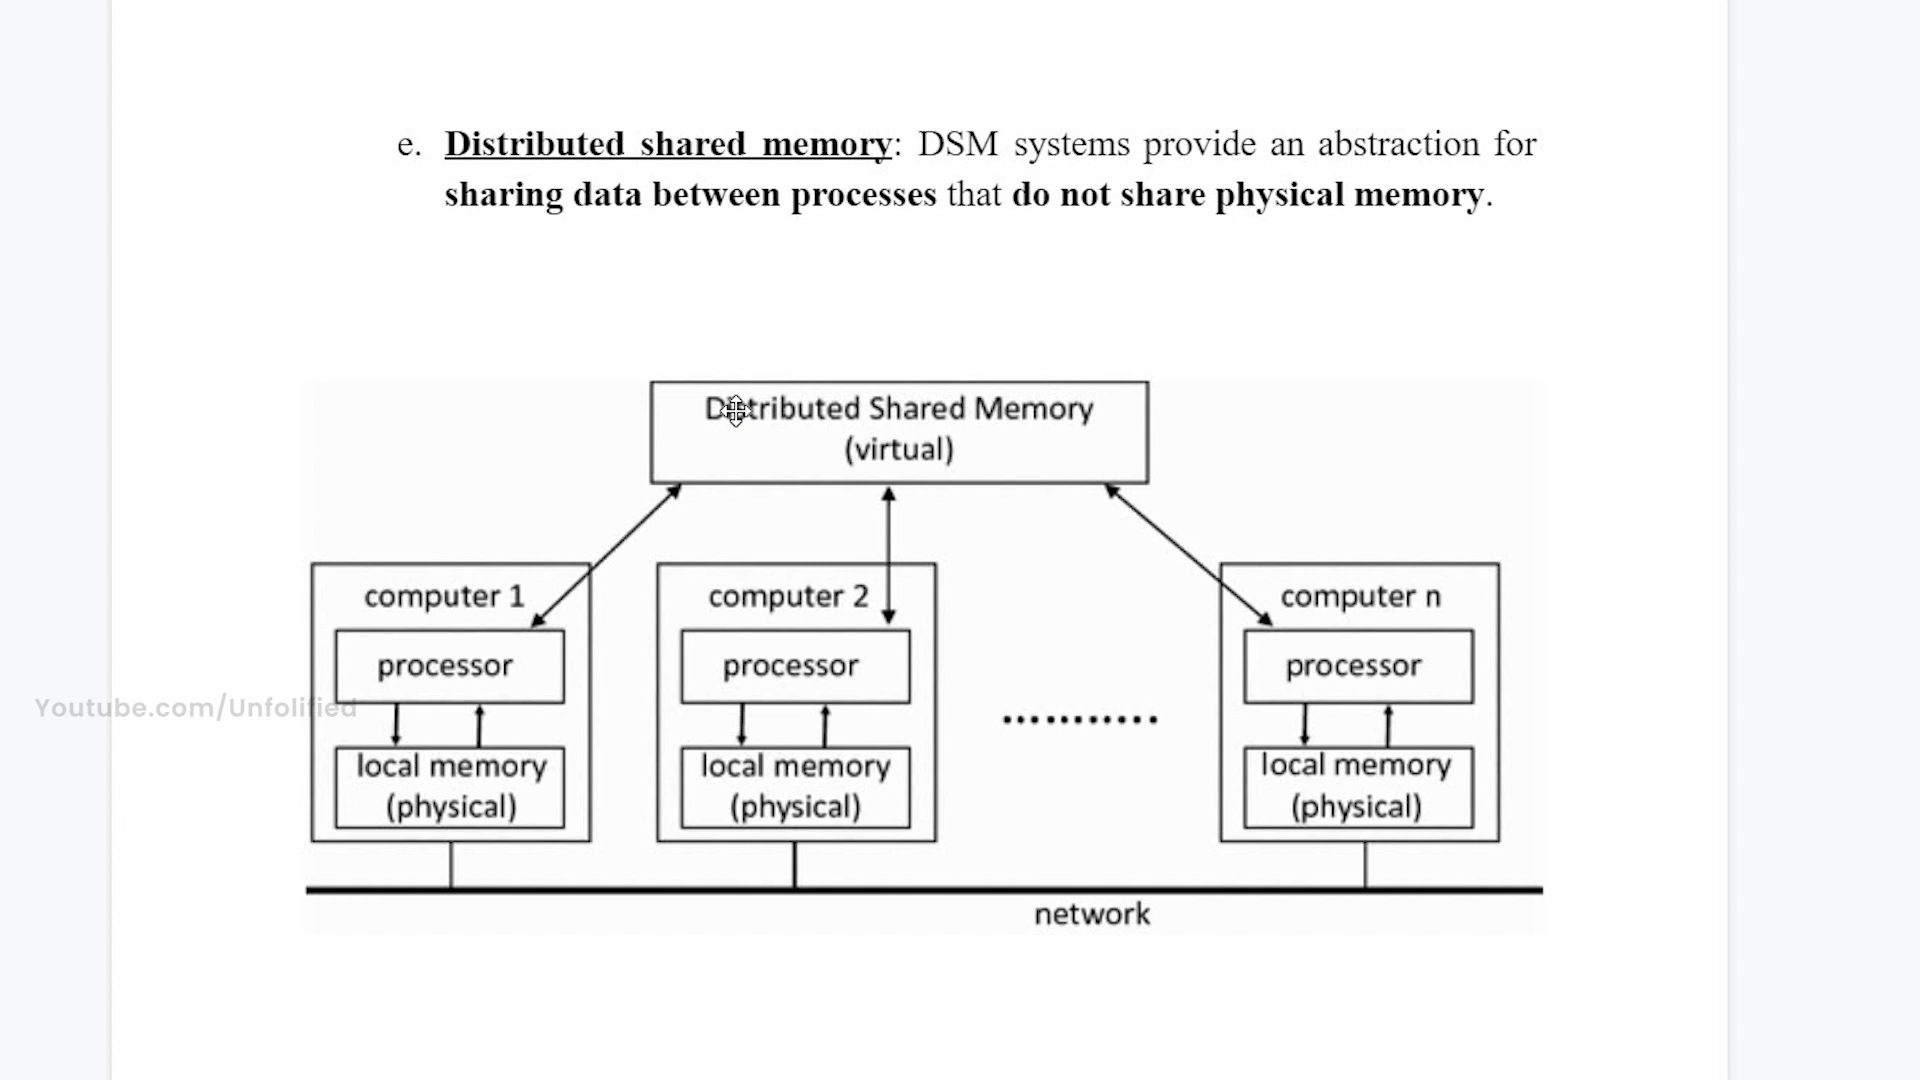 e. Distributed shared memory: DSM systems provide an abstraction for
sharing data between processes that do not share physical memory.
Distributed Shared Memory
(virtual)
computer 1
processor
local memory
(physical)
computer 2
processor
local memory
(physical)
computer n
processor
local memory
(physical)
network
Youtube.com/Unfolified